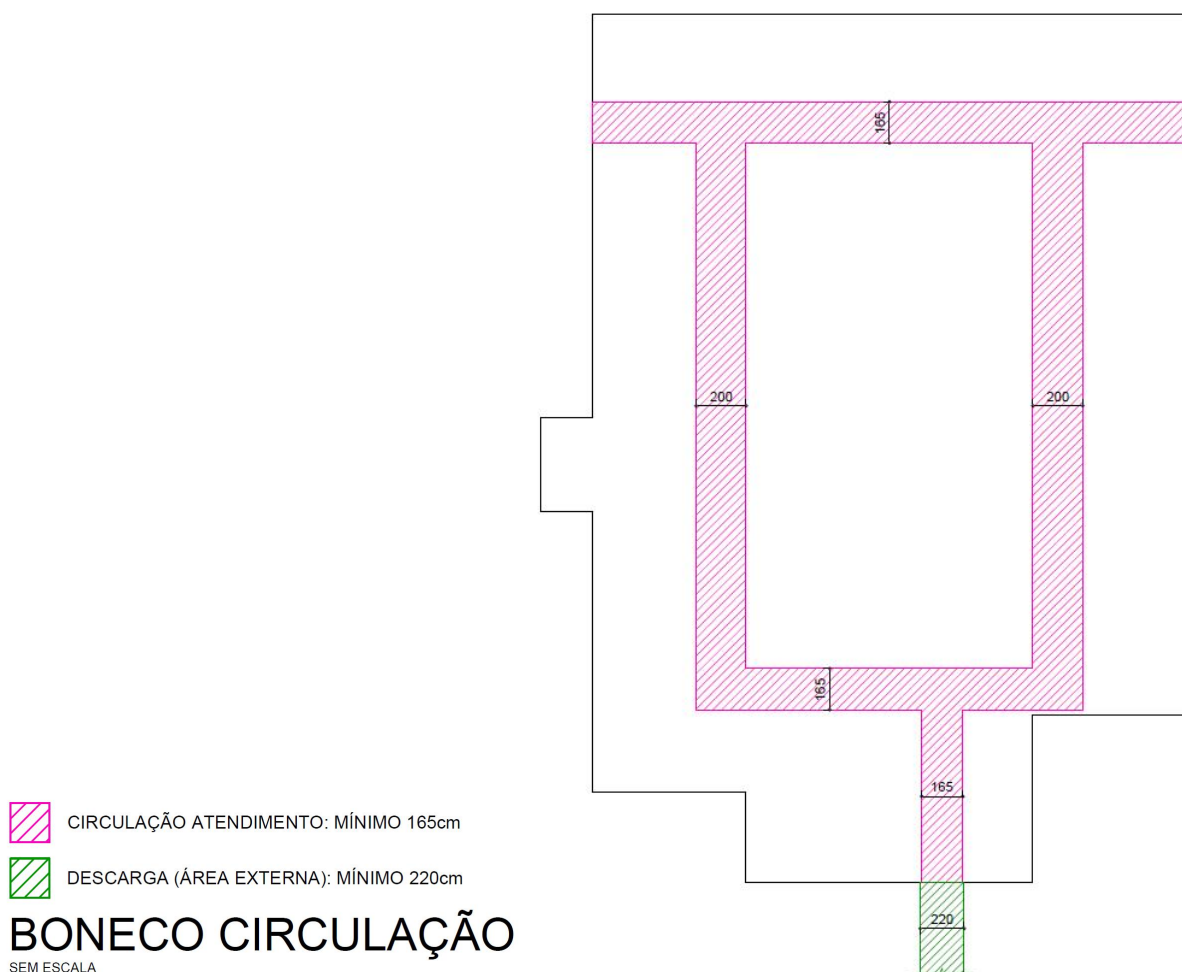 165
200
200
165
165
CIRCULAÇÃO ATENDIMENTO: MÍNIMO 165cm
DESCARGA (ÁREA EXTERNA): MÍNIMO 220cm
220
BONECO CIRCULAÇÃO
SEM ESCALA